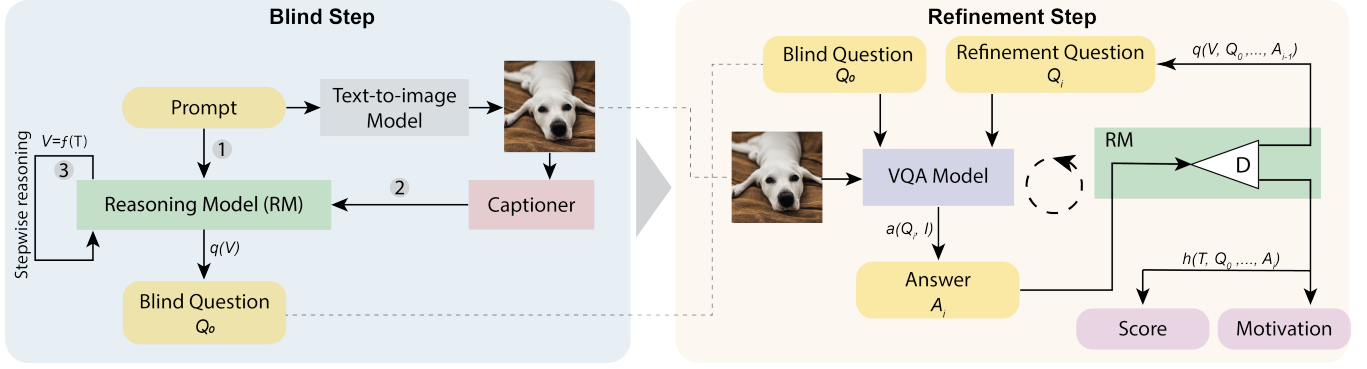 Blind Step
Prompt
Text-to-image
Model
1
Stepwise reasoning
V=f(T)
3
2
Reasoning Model (RM)
Captioner
q(V)
Blind Question
Q₀
Refinement Step
Blind Question
Q₀
Refinement Question
Qᵢ
q(V, Q₀,..., Aᵢ₋₁)
RM
D
VQA Model
a(Qᵢ, I)
h(T, Q₀,..., Aᵢ)
Answer
Aᵢ
Score
Motivation